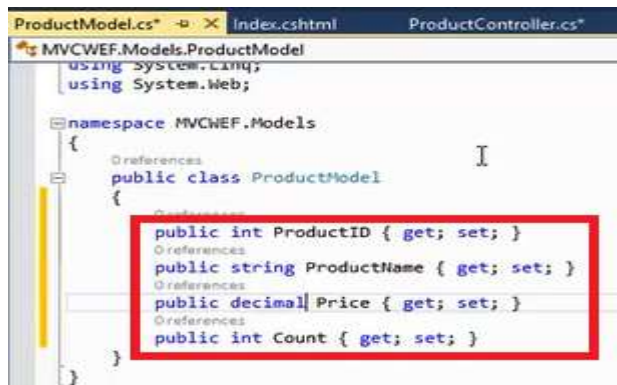 ProductModel.cs* Index.cshtml ProductController.cs*
MVCWEF.Models.ProductModel
using System.Linq;
using System.Web;
namespace MVCWEF.Models
{
0 references
public class ProductModel
{
0 references
public int ProductID { get; set; }
0 references
public string ProductName { get; set; }
0 references
public decimal Price { get; set; }
0 references
public int Count { get; set; }
}
}